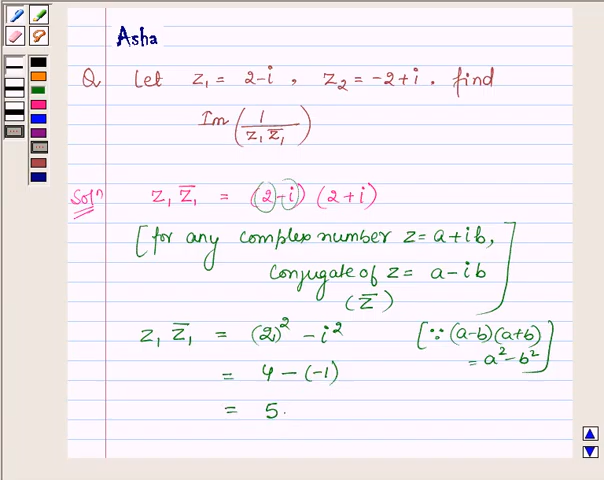 Asha
Q Let z₁ = 2-i , z₂ = -2+i . find
Im (1/(z₁ z̅₁))
Solⁿ z₁ z̅₁ = (2-i) (2+i)
[for any complex number z = a+ib,
conjugate of z = a-ib
(z̅) ]
z₁ z̅₁ = (2)² - i² [∵ (a-b)(a+b)
= a²-b²]
= 4 - (-1)
= 5.